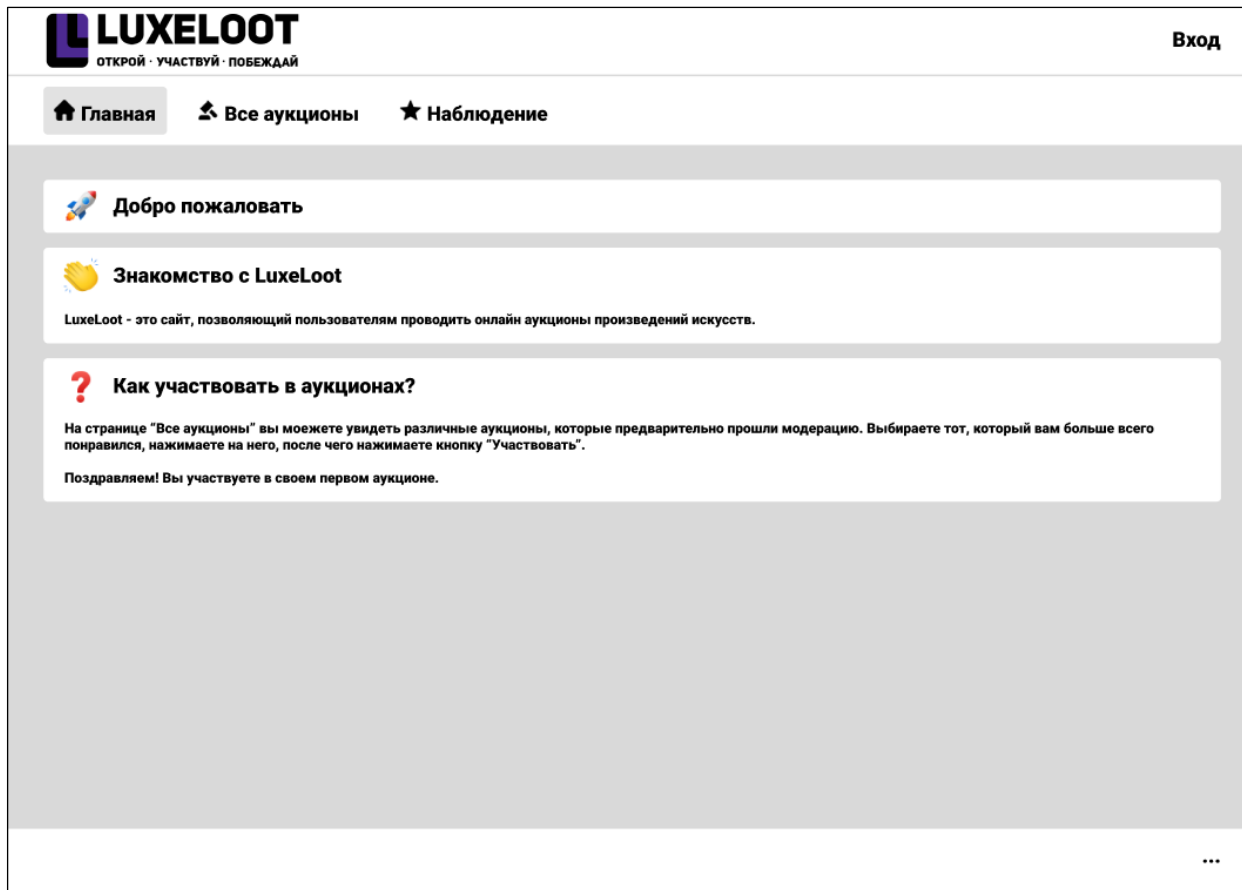 LUXELOOT
ОТКРОЙ · УЧАСТВУЙ · ПОБЕЖДАЙ
Вход
Главная
Все аукционы
Наблюдение
Добро пожаловать
Знакомство с LuxeLoot
LuxeLoot - это сайт, позволяющий пользователям проводить онлайн аукционы произведений искусств.
Как участвовать в аукционах?
На странице "Все аукционы" вы моежете увидеть различные аукционы, которые предварительно прошли модерацию. Выбираете тот, который вам больше всего
понравился, нажимаете на него, после чего нажимаете кнопку "Участвовать".
Поздравляем! Вы участвуете в своем первом аукционе.
...